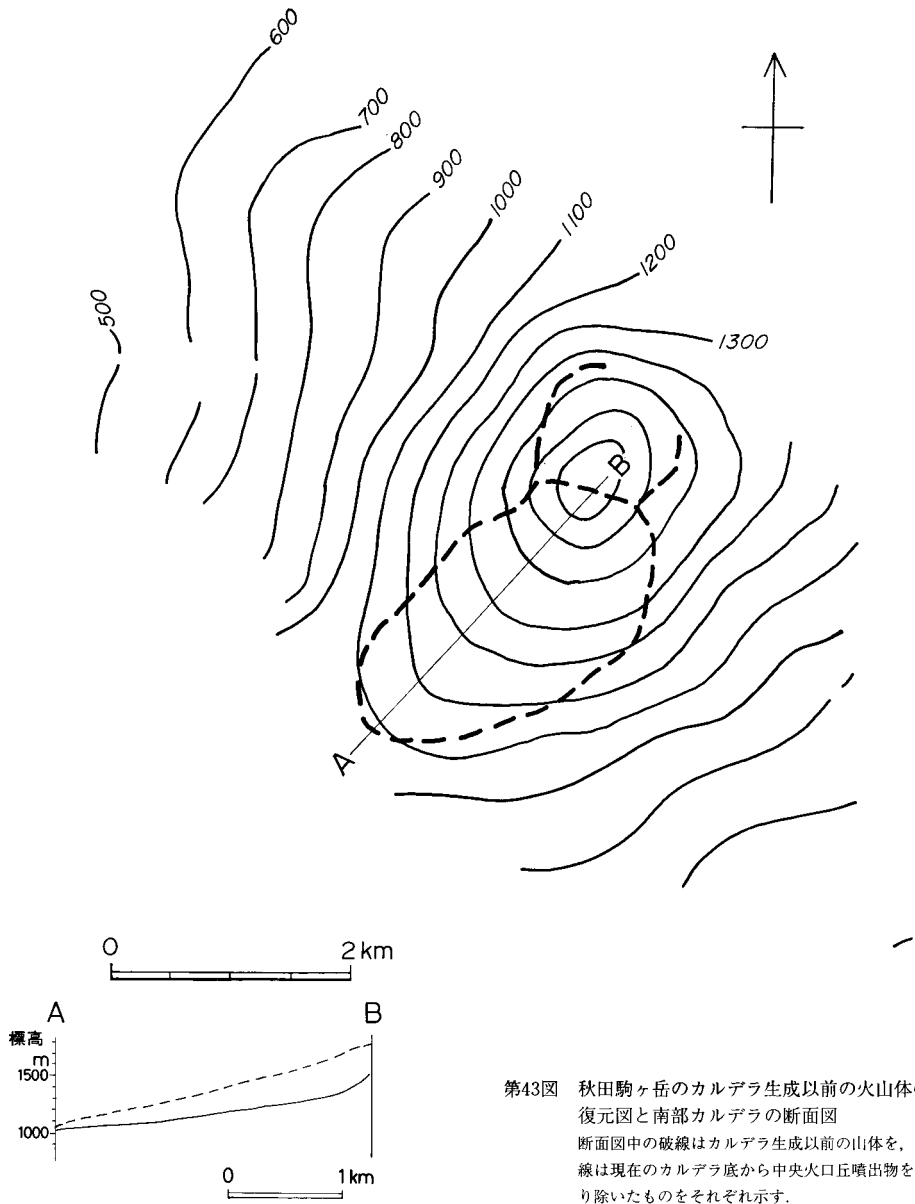 600
700
800
900
1000
1100
1200
1300
500
B
A
0 2 km
A B
標高
m
1500
1000
0 1 km
第43図 秋田駒ヶ岳のカルデラ生成以前の火山体の
復元図と南部カルデラの断面図
断面図中の破線はカルデラ生成以前の山体を,
線は現在のカルデラ底から中央火口丘噴出物を
り除いたものをそれぞれ示す.